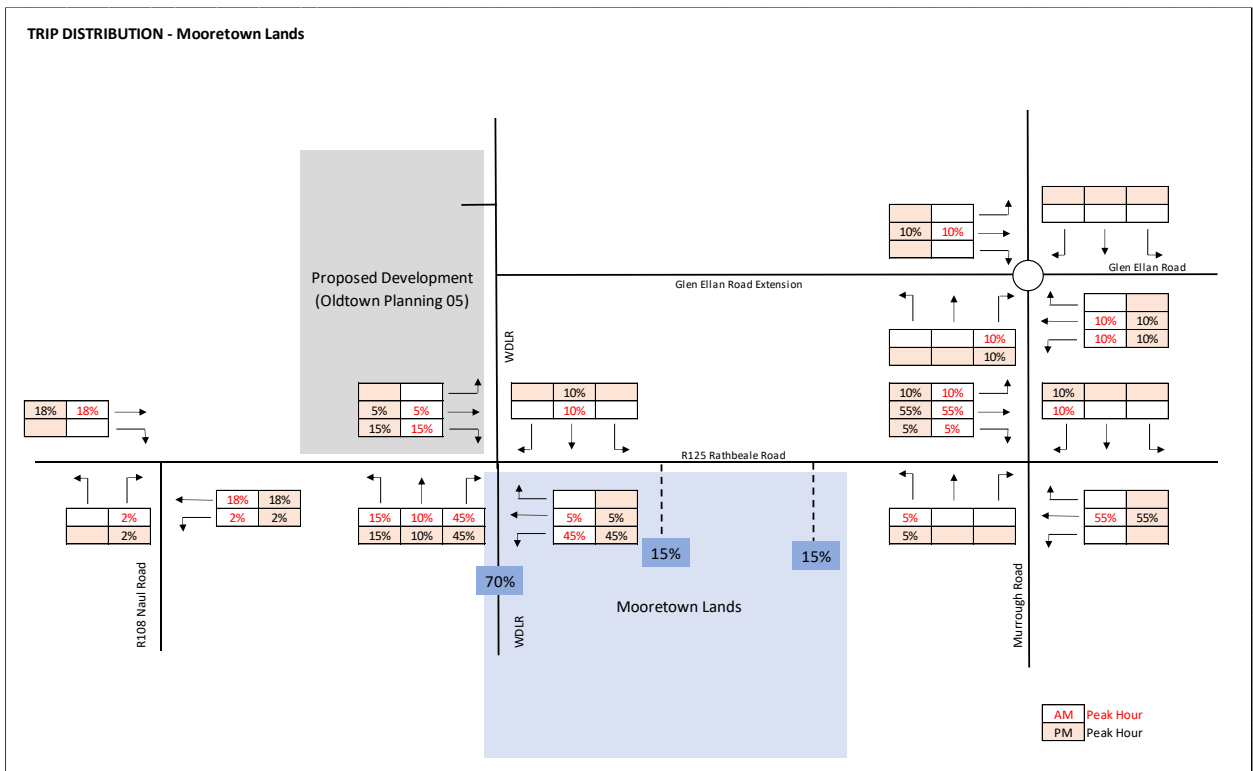 TRIP DISTRIBUTION - Mooretown Lands
10% 10%
Proposed Development
(Oldtown Planning 05)
Glen Ellan Road
Glen Ellan Road Extension
10% 10%
10% 10%
10%
10%
WDLR
18% 18%
5% 5%
15% 15%
10%
10%
10% 10%
55% 55%
5% 5%
10%
10%
R125 Rathbeale Road
2%
2%
18% 18%
2% 2%
15% 10% 45%
15% 10% 45%
5% 5%
45% 45%
5%
5%
55% 55%
15%
15%
70%
Mooretown Lands
R108 Naul Road
WDLR
Murrough Road
AM Peak Hour
PM Peak Hour